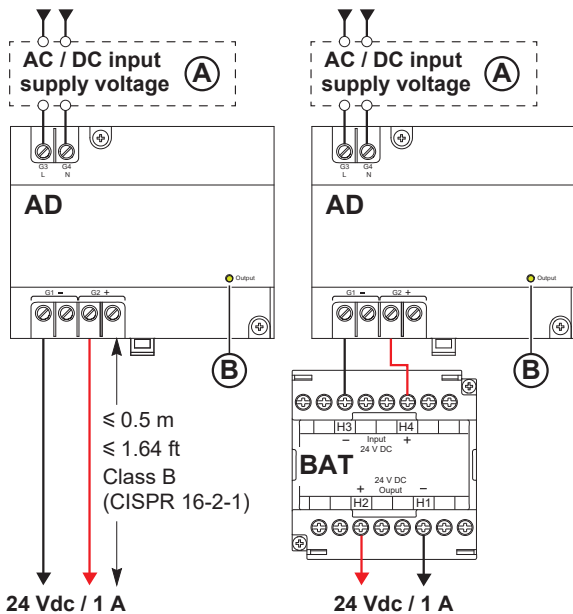 AC / DC input
supply voltage
A
G3
L
G4
N
AD
Output
G1 –
G2 +
B
≤ 0.5 m
≤ 1.64 ft
Class B
(CISPR 16-2-1)
24 Vdc / 1 A
AC / DC input
supply voltage
A
G3
L
G4
N
AD
Output
G1 –
G2 +
B
H3
H4
– Input +
24 V DC
BAT
24 V DC
+ Ouput –
H2
H1
24 Vdc / 1 A